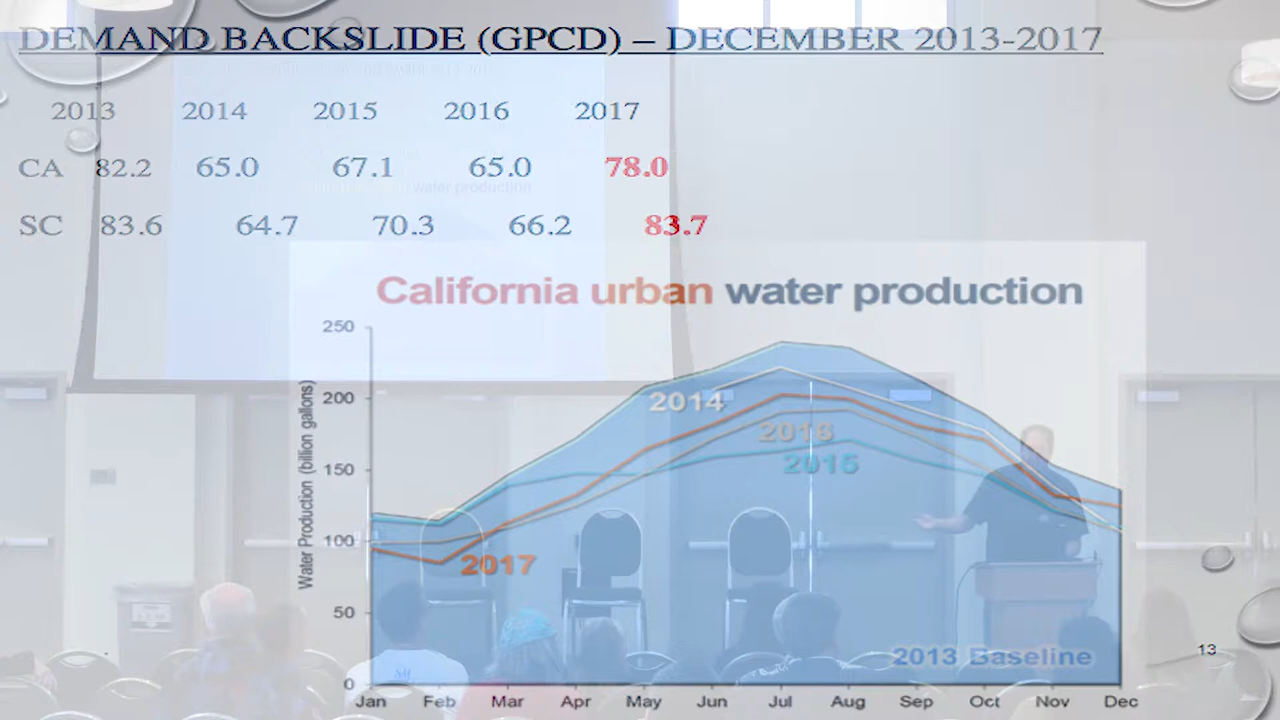 DEMAND BACKSLIDE (GPCD) – DECEMBER 2013-2017
2013 2014 2015 2016 2017
CA 82.2 65.0 67.1 65.0 78.0
SC 83.6 64.7 70.3 66.2 83.7
California urban water production
250
200
150
100
50
0
Water Production (billion gallons)
2014
2016
2015
2017
2013 Baseline
Jan Feb Mar Apr May Jun Jul Aug Sep Oct Nov Dec
13
water production